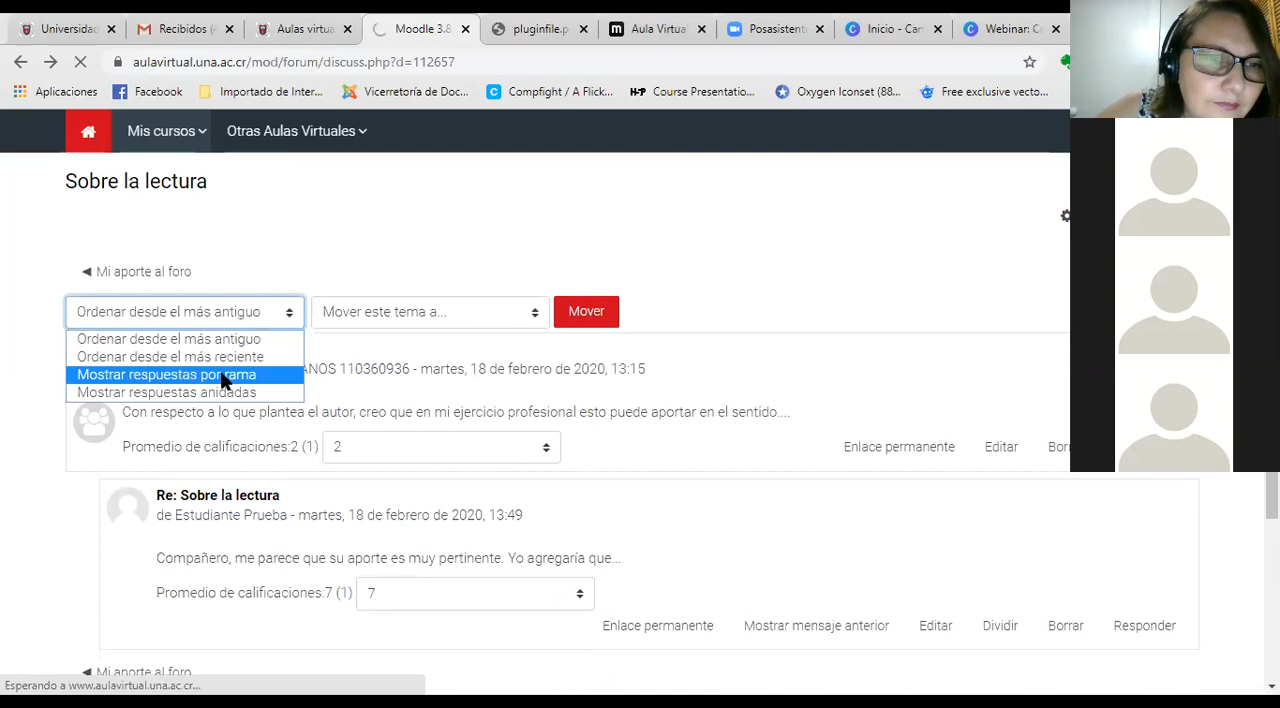 Universidad
Recibidos (
Aulas virtua
Moodle 3.8
pluginfile.p
Aula Virtual
Posasistent
Inicio - Can
Webinar: Co
aulavirtual.una.ac.cr/mod/forum/discuss.php?d=112657
Aplicaciones
Facebook
Importado de Inter...
Vicerretoría de Doc...
Compfight / A Flick...
H-P Course Presentatio...
Oxygen Iconset (88...
Free exclusive vecto...
Mis cursos
Otras Aulas Virtuales
Sobre la lectura
◀ Mi aporte al foro
Ordenar desde el más antiguo
Mover este tema a...
Mover
Ordenar desde el más antiguo
Ordenar desde el más reciente
Mostrar respuestas por rama
Mostrar respuestas anidadas
ANOS 110360936 - martes, 18 de febrero de 2020, 13:15
Con respecto a lo que plantea el autor, creo que en mi ejercicio profesional esto puede aportar en el sentido....
Promedio de calificaciones:2 (1)
2
Enlace permanente
Editar
Bor
Re: Sobre la lectura
de Estudiante Prueba - martes, 18 de febrero de 2020, 13:49
Compañero, me parece que su aporte es muy pertinente. Yo agregaría que...
Promedio de calificaciones:7 (1)
7
Enlace permanente
Mostrar mensaje anterior
Editar
Dividir
Borrar
Responder
◀ Mi aporte al foro
Esperando a www.aulavirtual.una.ac.cr...